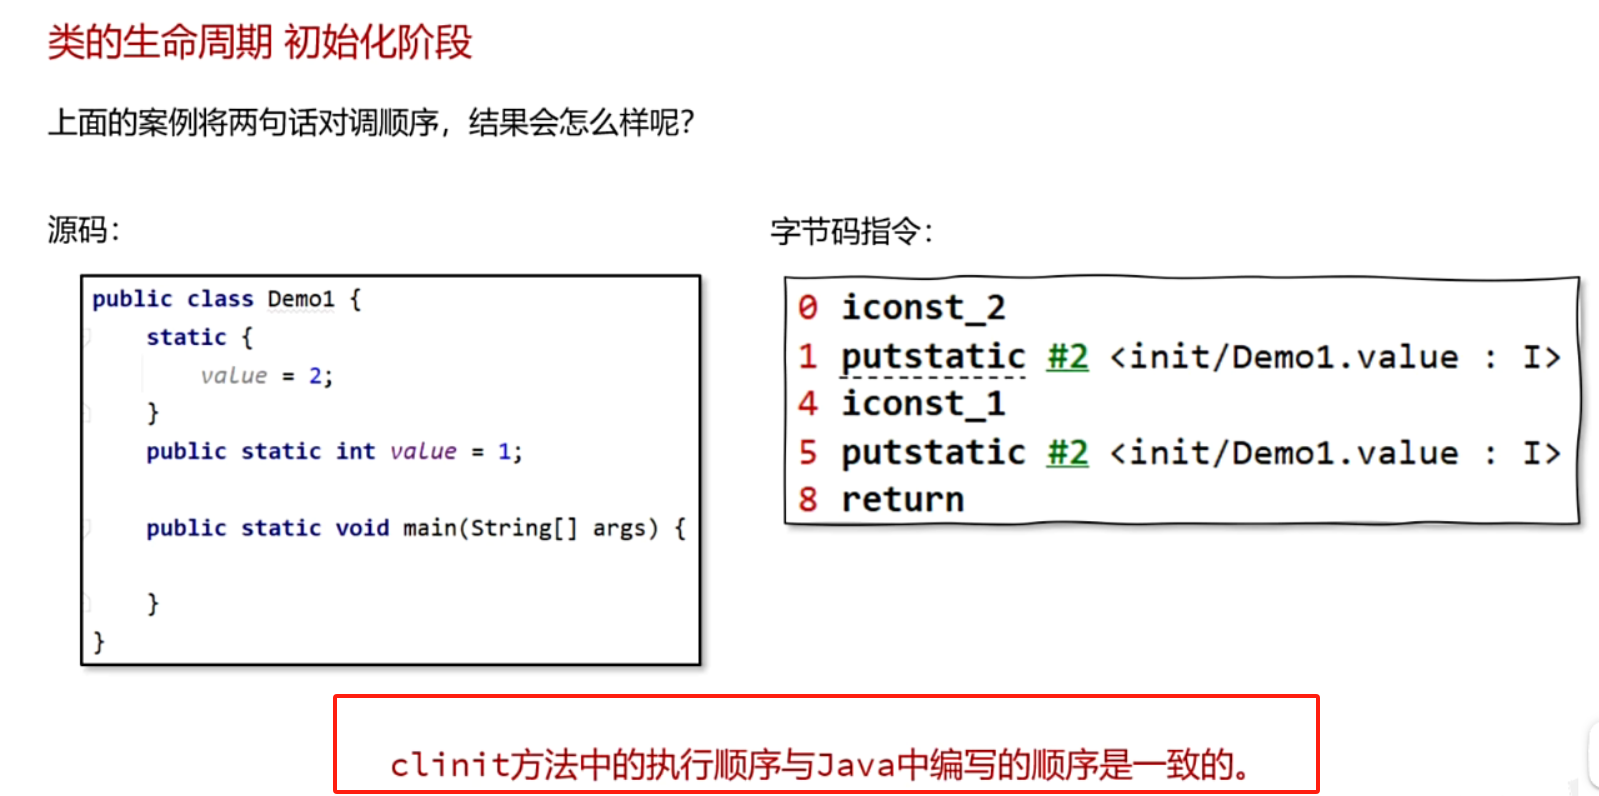 类的生命周期 初始化阶段
上面的案例将两句话对调顺序，结果会怎么样呢？
源码：
public class Demo1 {
    static {
        value = 2;
    }
    public static int value = 1;
    public static void main(String[] args) {
    }
}
字节码指令：
0 iconst_2
1 putstatic #2 <init/Demo1.value : I>
4 iconst_1
5 putstatic #2 <init/Demo1.value : I>
8 return
clinit方法中的执行顺序与Java中编写的顺序是一致的。